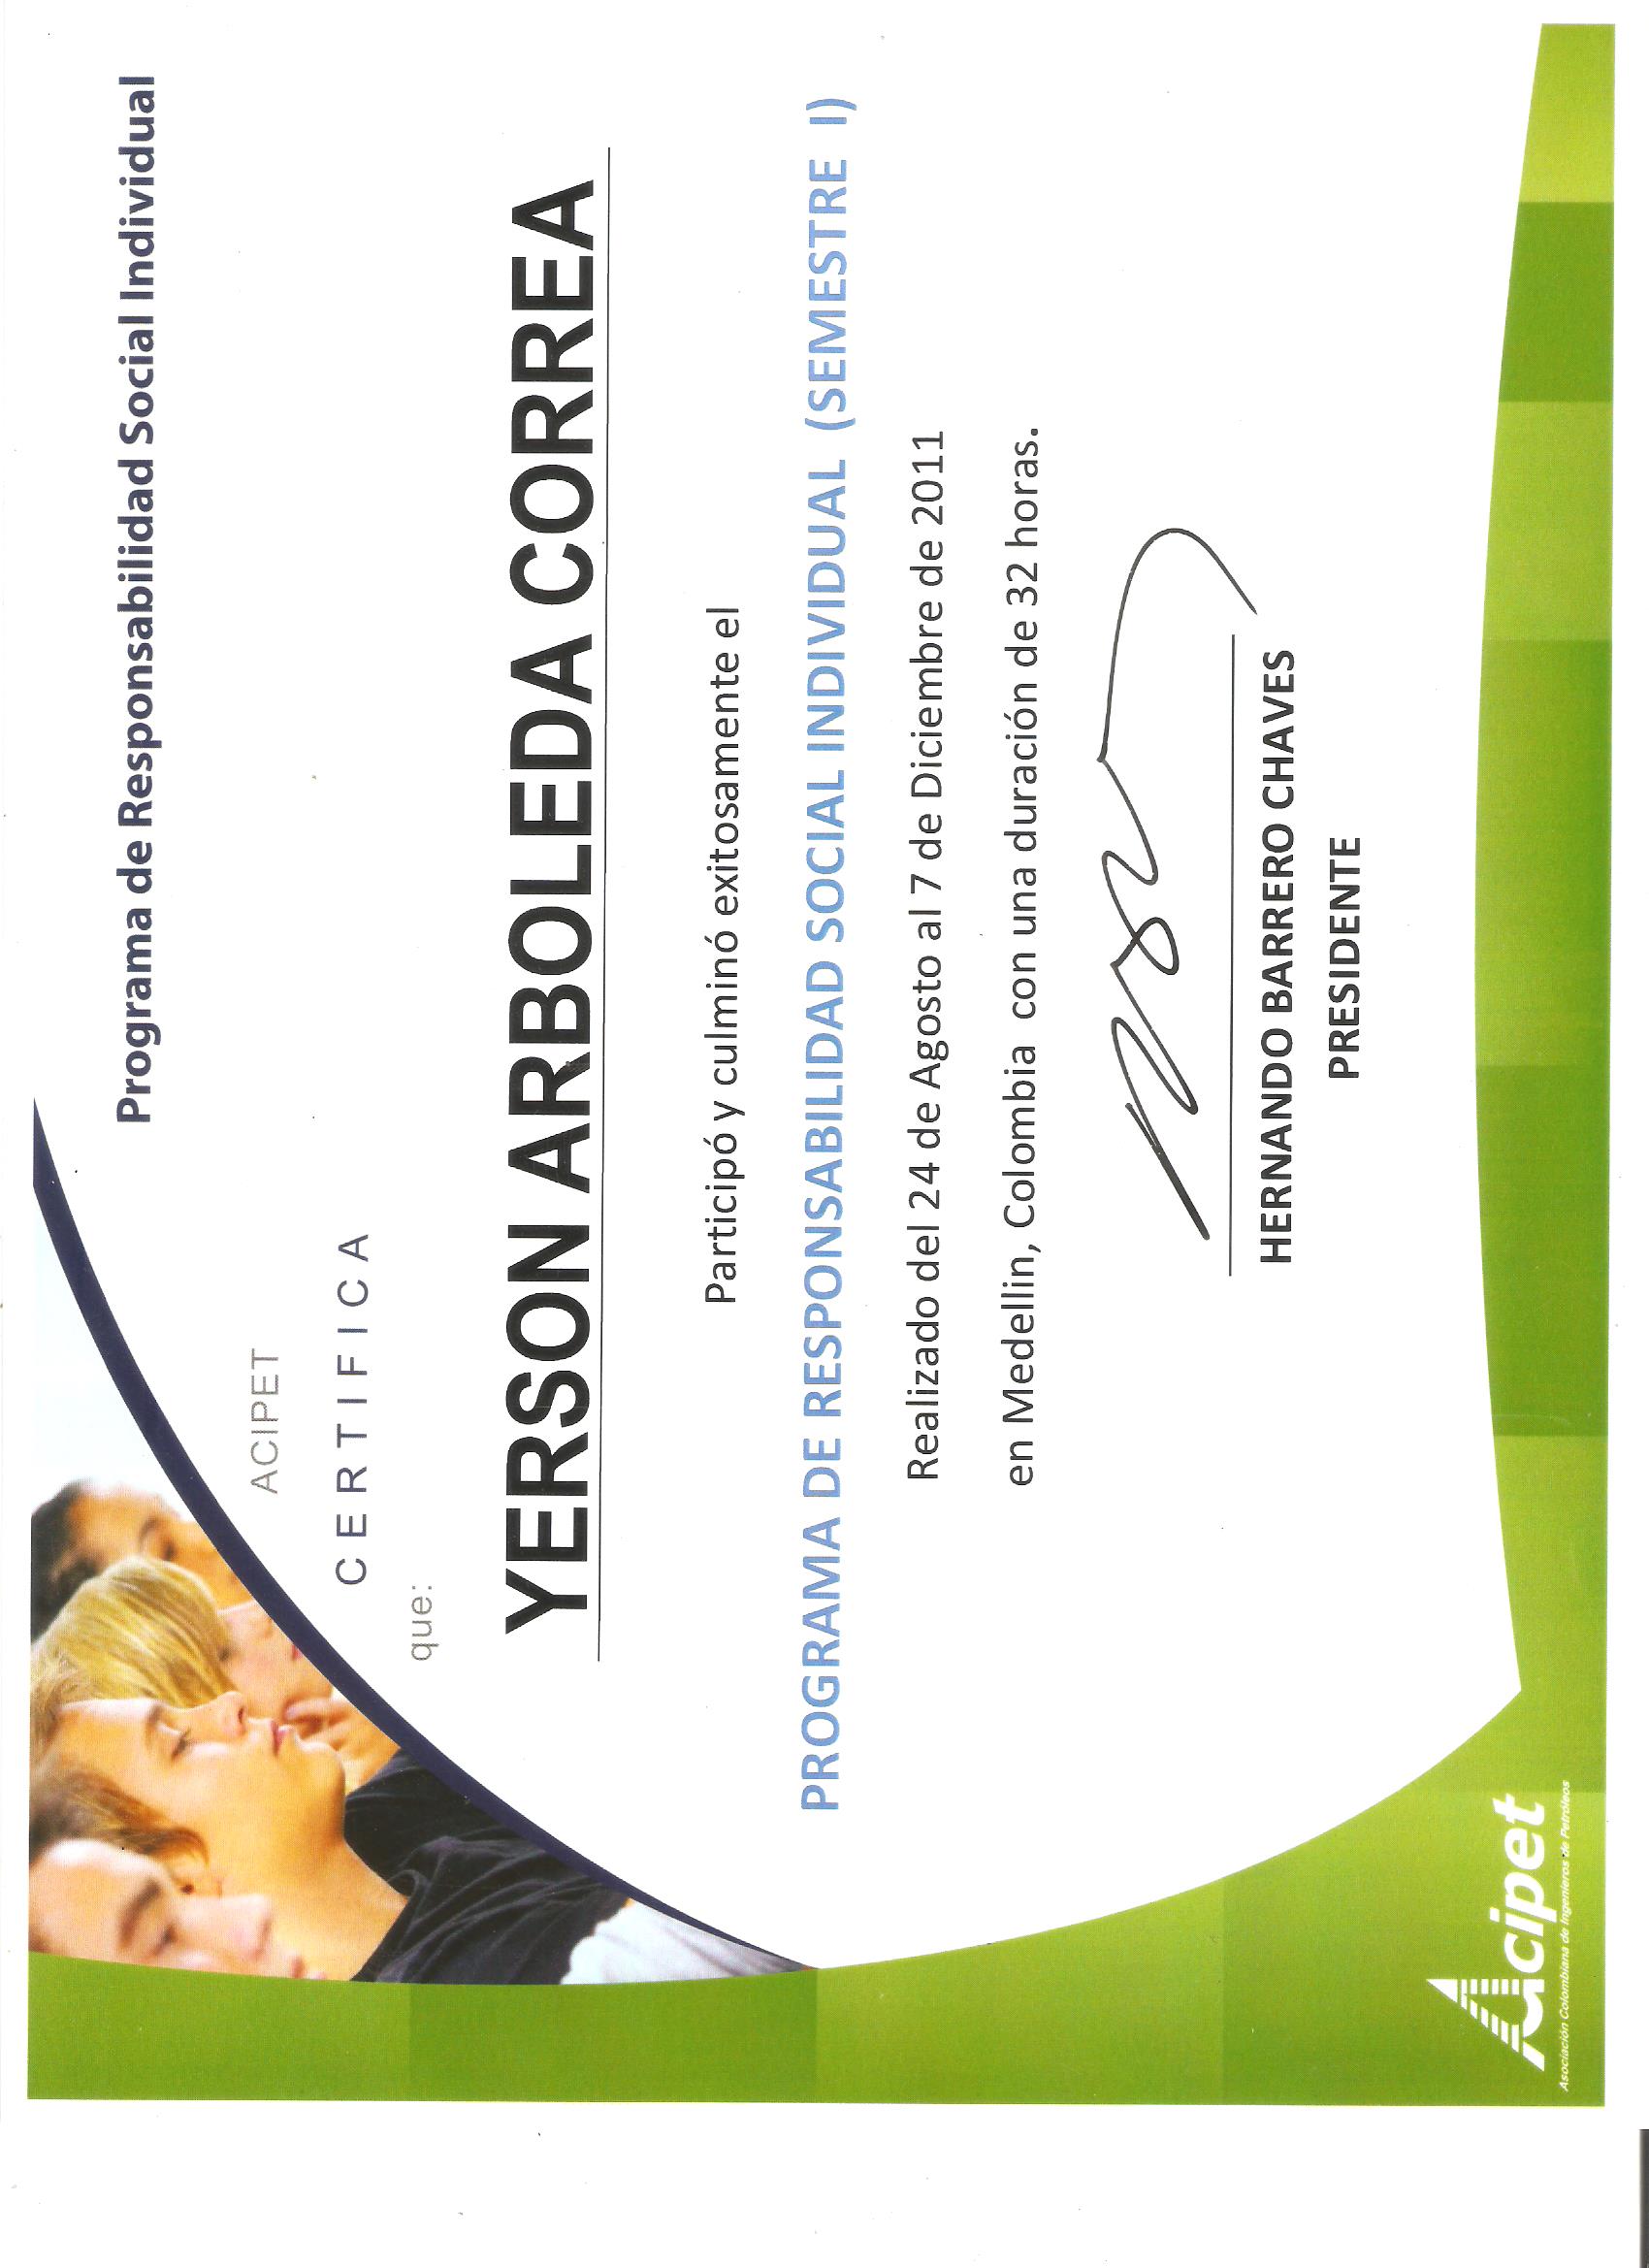 Programa de Responsabilidad Social Individual
ACIPET
CERTIFICA
que:
YERSON ARBOLEDA CORREA
Participó y culminó exitosamente el
PROGRAMA DE RESPONSABILIDAD SOCIAL INDIVIDUAL (SEMESTRE I)
Realizado del 24 de Agosto al 7 de Diciembre de 2011
en Medellin, Colombia con una duración de 32 horas.
HERNANDO BARRERO CHAVES
PRESIDENTE
Acipet
Asociación Colombiana de Ingenieros de Petróleos